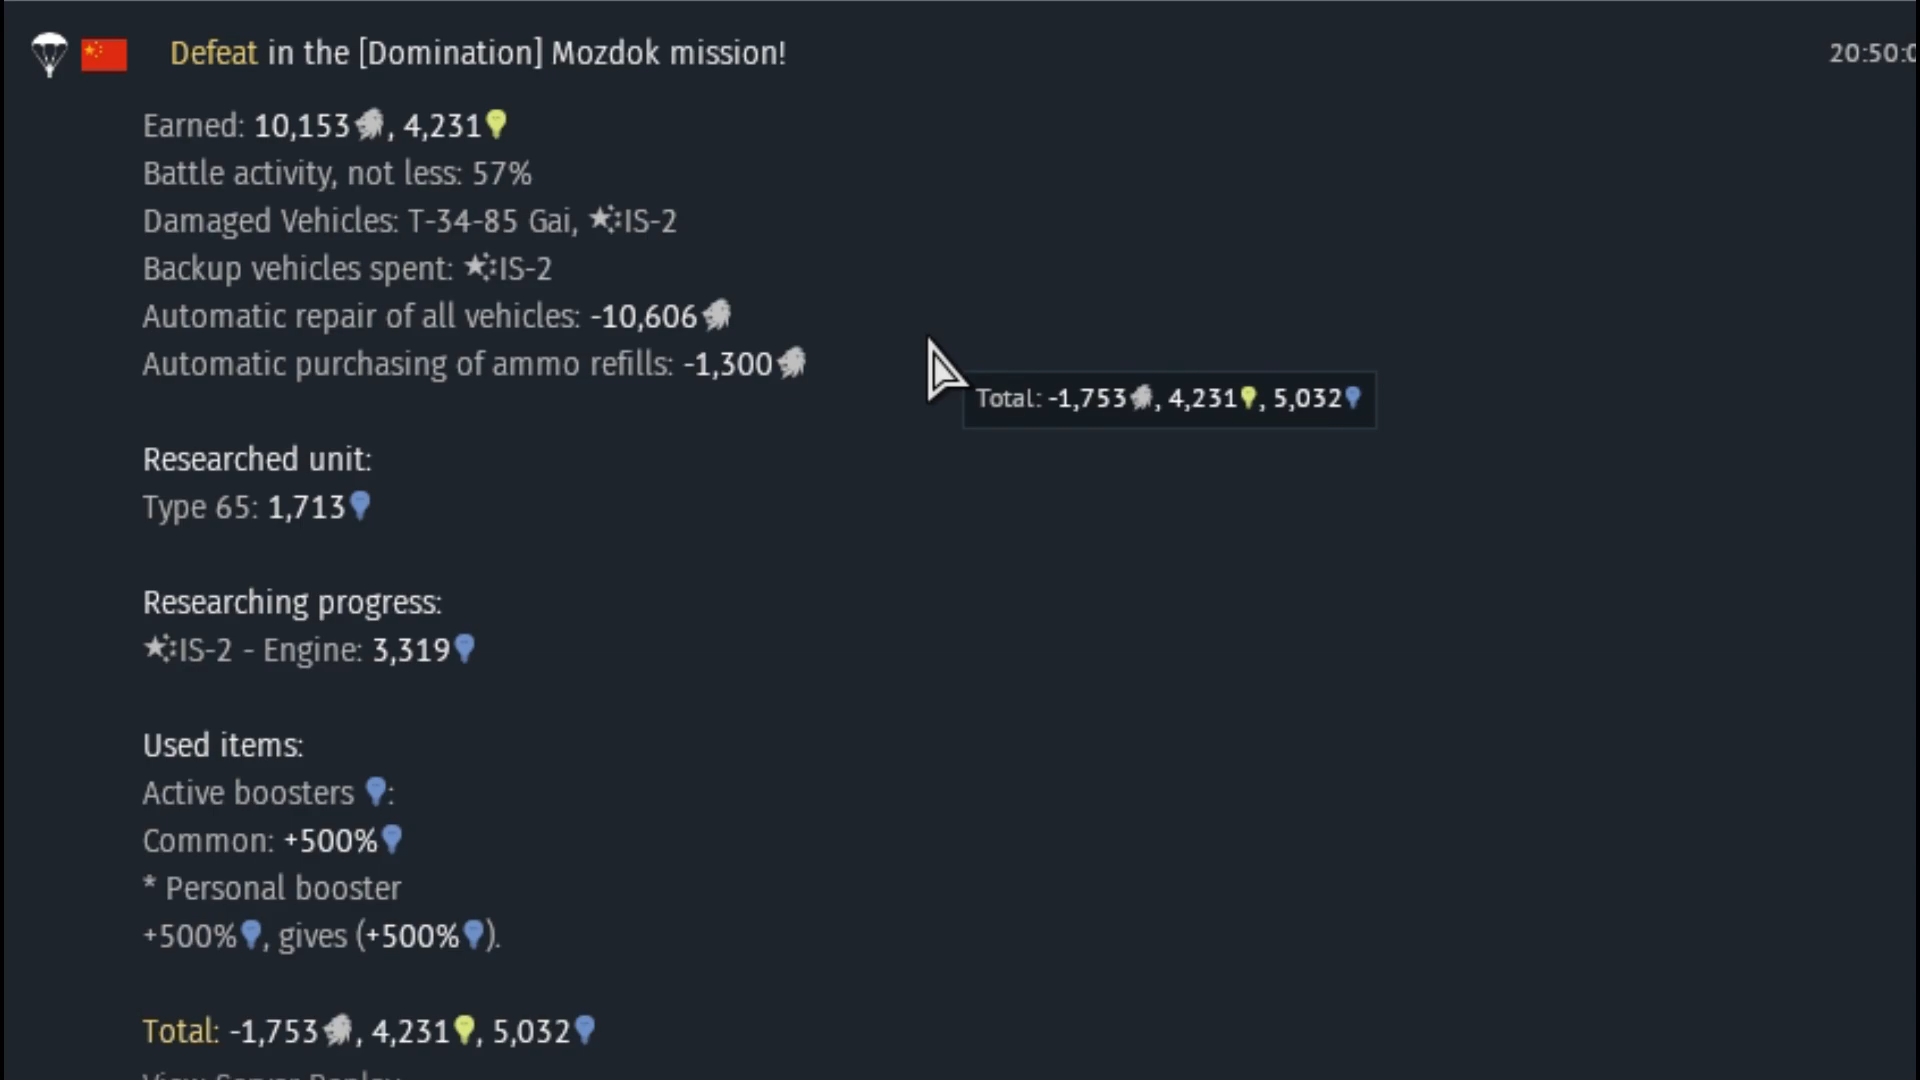 Defeat in the [Domination] Mozdok mission!
20:50:0
Earned: 10,153, 4,231
Battle activity, not less: 57%
Damaged Vehicles: T-34-85 Gai, IS-2
Backup vehicles spent: IS-2
Automatic repair of all vehicles: -10,606
Automatic purchasing of ammo refills: -1,300
Total: -1,753, 4,231, 5,032
Researched unit:
Type 65: 1,713
Researching progress:
IS-2 - Engine: 3,319
Used items:
Active boosters :
Common: +500%
* Personal booster
+500%, gives (+500%).
Total: -1,753, 4,231, 5,032
View Server Replay